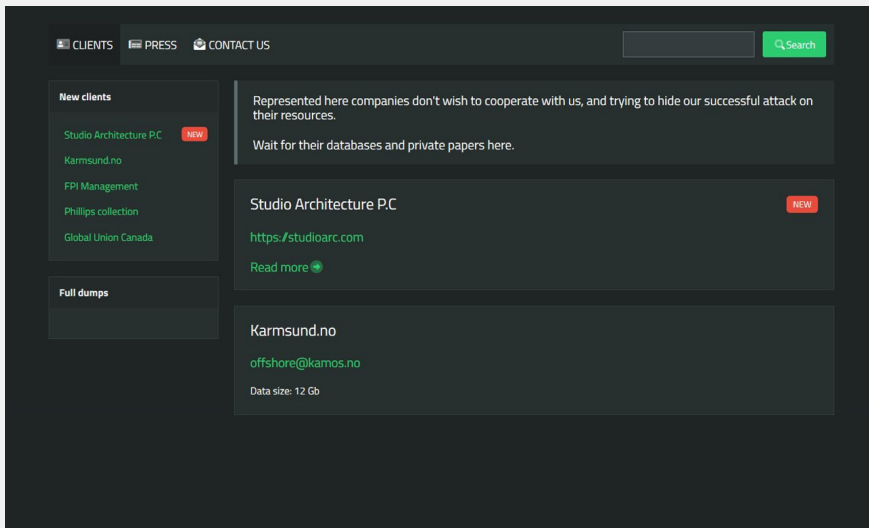 CLIENTS PRESS CONTACT US Search
New clients
Studio Architecture P.C NEW
Karmsund.no
FPI Management
Phillips collection
Global Union Canada
Full dumps
Represented here companies don't wish to cooperate with us, and trying to hide our successful attack on
their resources.
Wait for their databases and private papers here.
Studio Architecture P.C NEW
https://studioarc.com
Read more
Karmsund.no
offshore@kamos.no
Data size: 12 Gb